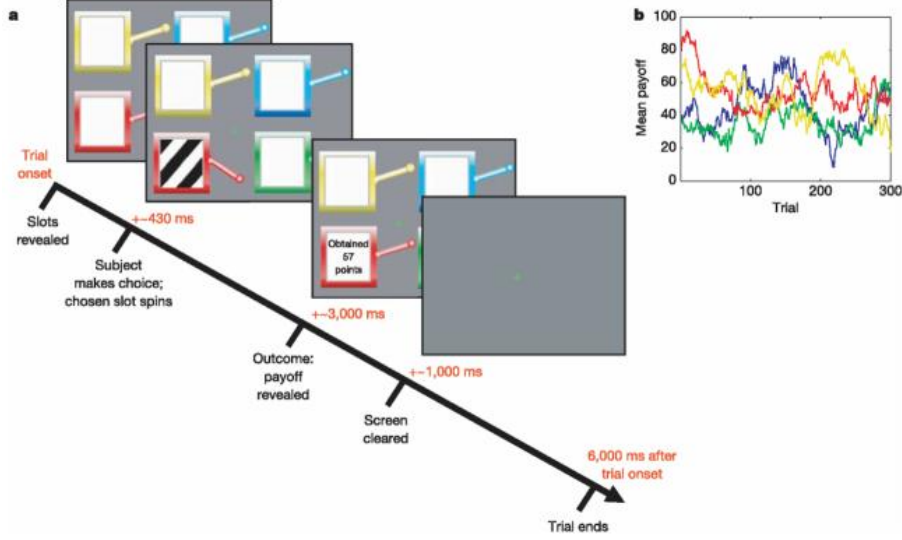 a
Trial
onset
Slots
revealed
+~430 ms
Subject
makes choice;
chosen slot spins
Obtained
57
points
+~3,000 ms
Outcome:
payoff
revealed
+~1,000 ms
Screen
cleared
6,000 ms after
trial onset
Trial ends
b
Mean payoff
100
80
60
40
20
0
100
200
300
Trial